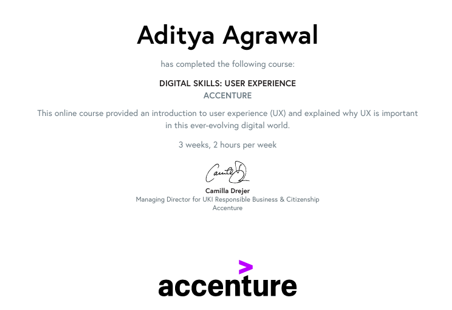 Aditya Agrawal
has completed the following course:
DIGITAL SKILLS: USER EXPERIENCE
ACCENTURE
This online course provided an introduction to user experience (UX) and explained why UX is important
in this ever-evolving digital world.
3 weeks, 2 hours per week
Camilla Drejer
Managing Director for UKI Responsible Business & Citizenship
Accenture
accenture